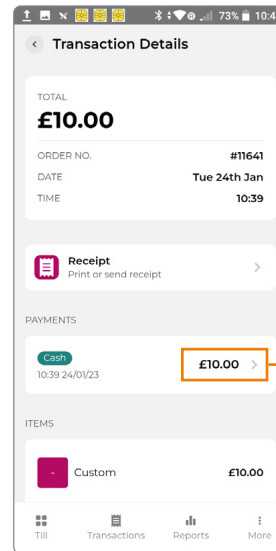 73% 10:4
Transaction Details
TOTAL
£10.00
ORDER NO. #11641
DATE Tue 24th Jan
TIME 10:39
Receipt
Print or send receipt
PAYMENTS
Cash
£10.00
10:39 24/01/23
ITEMS
- Custom £10.00
Till Transactions Reports More